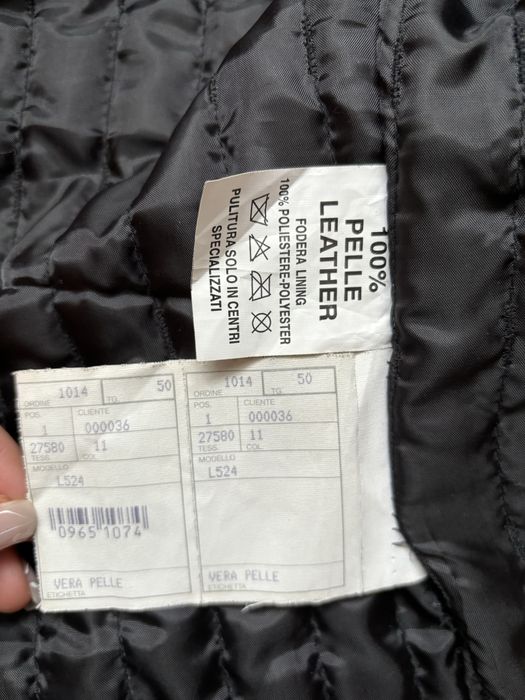 100%
PELLE
LEATHER
FODERA LINING
100% POLIESTERE-POLYESTER
PULITURA SOLO IN CENTRI
SPECIALIZZATI
ORDINE 1014 TG. 50
POS. CLIENTE
1 000036
27580 11
TESS. COL.
MODELLO
L524
09651074
VERA PELLE
ETICHETTA
ORDINE 1014 TG. 50
POS. CLIENTE
1 000036
27580 11
TESS. COL.
MODELLO
L524
VERA PELLE
ETICHETTA